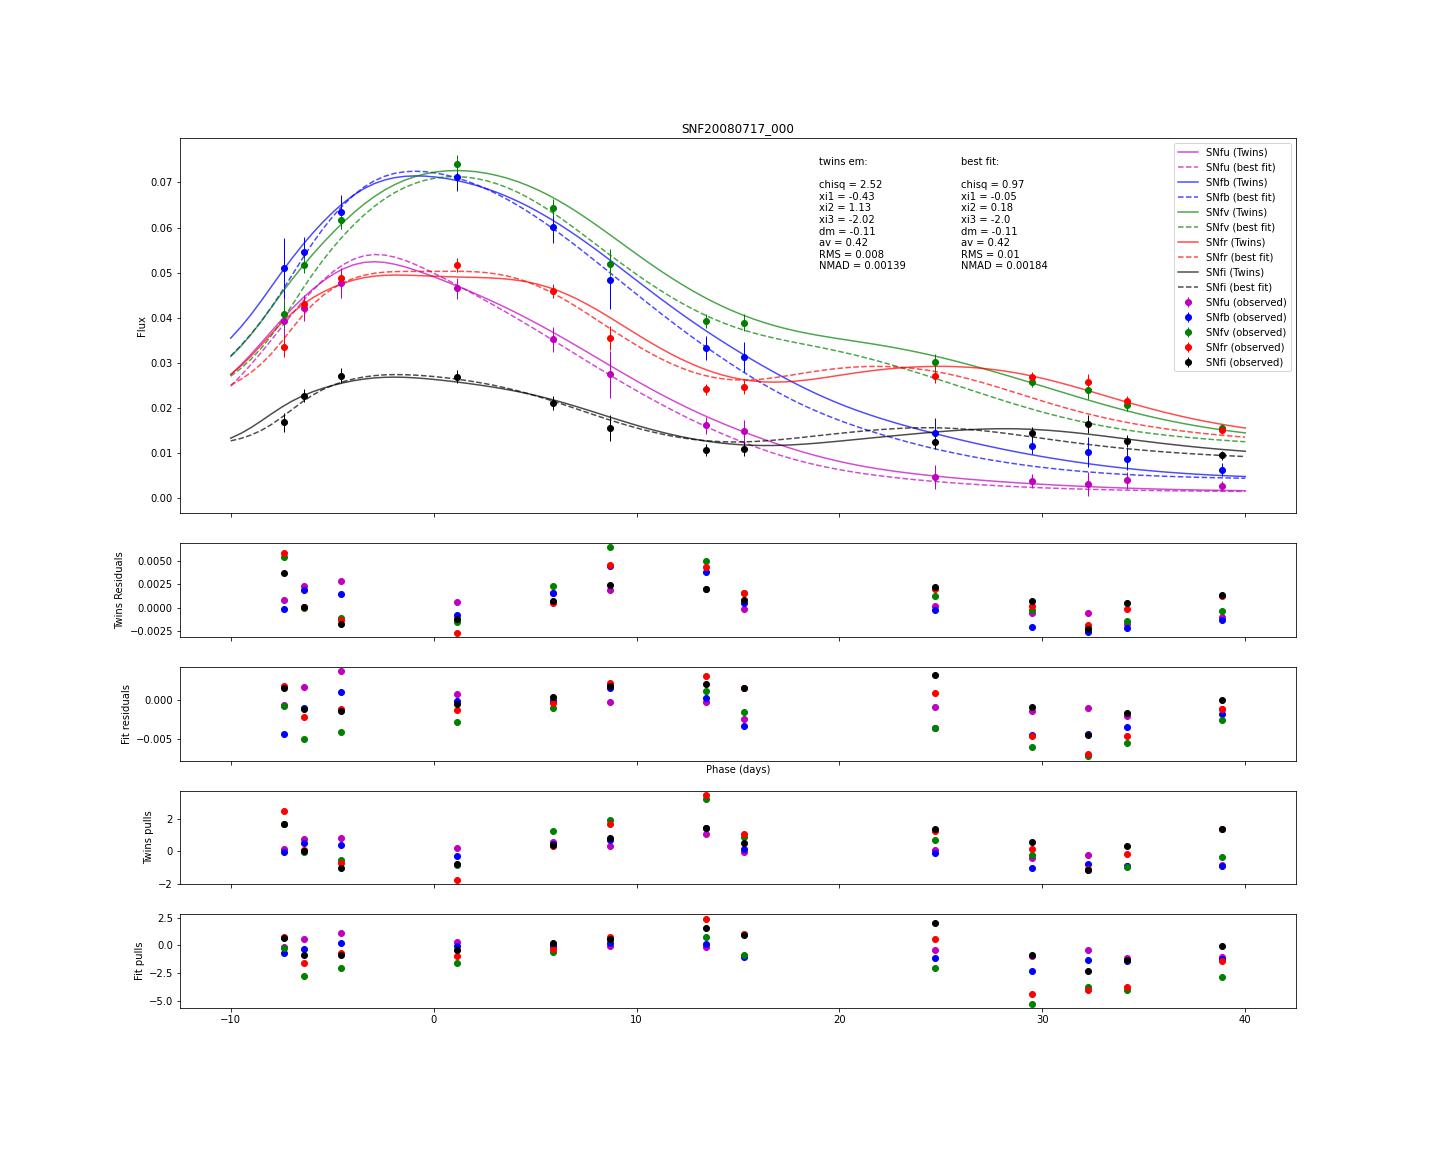 SNF20080717_000
twins em:
best fit:
chisq = 2.52
xi1 = -0.43
xi2 = 1.13
xi3 = -2.02
dm = -0.11
av = 0.42
RMS = 0.008
NMAD = 0.00139
chisq = 0.97
xi1 = -0.05
xi2 = 0.18
xi3 = -2.0
dm = -0.11
av = 0.42
RMS = 0.01
NMAD = 0.00184
SNfu (Twins)
SNfu (best fit)
SNfb (Twins)
SNfb (best fit)
SNfv (Twins)
SNfv (best fit)
SNfr (Twins)
SNfr (best fit)
SNfi (Twins)
SNfi (best fit)
SNfu (observed)
SNfb (observed)
SNfv (observed)
SNfr (observed)
SNfi (observed)
Flux
0.07
0.06
0.05
0.04
0.03
0.02
0.01
0.00
Twins Residuals
0.0050
0.0025
0.0000
−0.0025
Fit residuals
0.000
−0.005
Phase (days)
Twins pulls
2
0
−2
Fit pulls
2.5
0.0
−2.5
−5.0
−10
0
10
20
30
40